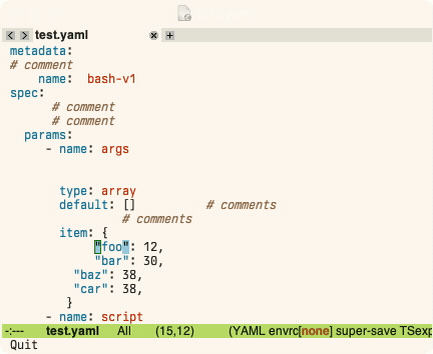 test.yaml
metadata:
# comment
name: bash-v1
spec:
# comment
# comment
params:
- name: args
type: array
default: [] # comments
# comments
item: {
"foo": 12,
"bar": 30,
"baz": 38,
"car": 38,
}
- name: script
-:--- test.yaml All (15,12) (YAML envrc[none] super-save TSexp
Quit